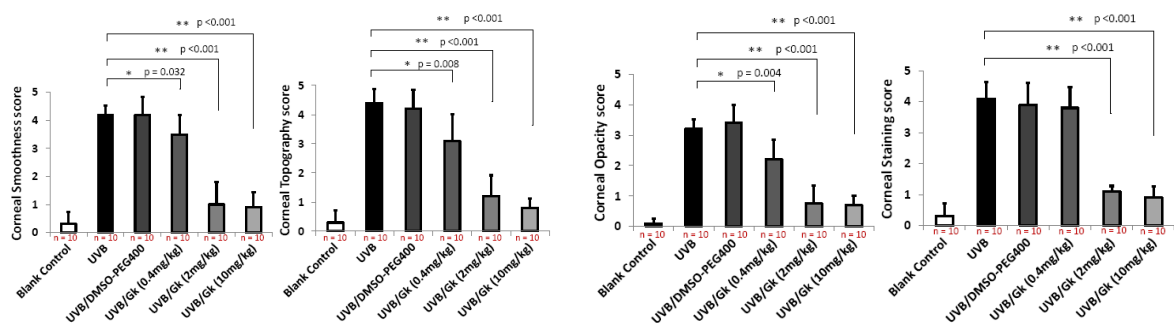 ** p <0.001
** p <0.001
* p = 0.032
Corneal Smoothness score
5
4
3
2
1
0
n = 10 n = 10 n = 10 n = 10 n = 10 n = 10
Blank Control
UVB
UVB/DMSO-PEG400
UVB/Gk (0.4mg/kg)
UVB/Gk (2mg/kg)
UVB/Gk (10mg/kg)
** p <0.001
** p <0.001
* p = 0.008
Corneal Topography score
5
4
3
2
1
0
n = 10 n = 10 n = 10 n = 10 n = 10 n = 10
Blank Control
UVB
UVB/DMSO-PEG400
UVB/Gk (0.4mg/kg)
UVB/Gk (2mg/kg)
UVB/Gk (10mg/kg)
** p <0.001
** p <0.001
* p = 0.004
Corneal Opacity score
5
4
3
2
1
0
n = 10 n = 10 n = 10 n = 10 n = 10 n = 10
Blank Control
UVB
UVB/DMSO-PEG400
UVB/Gk (0.4mg/kg)
UVB/Gk (2mg/kg)
UVB/Gk (10mg/kg)
** p <0.001
** p <0.001
Corneal Staining score
5
4
3
2
1
0
n = 10 n = 10 n = 10 n = 10 n = 10 n = 10
Blank Control
UVB
UVB/DMSO-PEG400
UVB/Gk (0.4mg/kg)
UVB/Gk (2mg/kg)
UVB/Gk (10mg/kg)